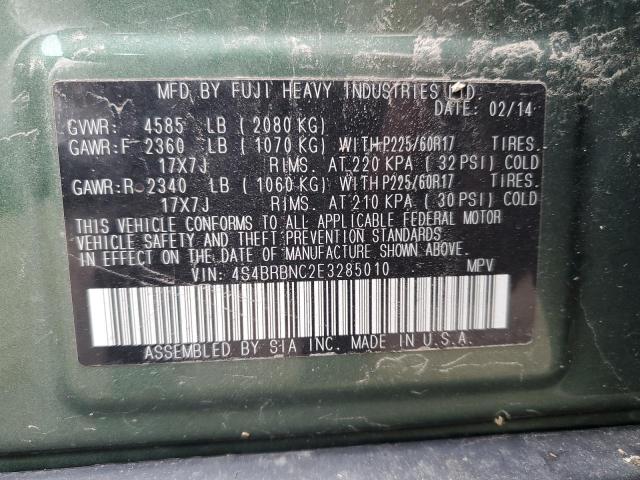 MFD BY FUJI HEAVY INDUSTRIES LTD
DATE: 02/14
GVWR: 4585 LB ( 2080 KG)
GAWR:F 2360 LB ( 1070 KG) WITH P225/60R17 TIRES.
17X7J RIMS. AT 220 KPA ( 32 PSI) COLD
GAWR:R 2340 LB ( 1060 KG) WITH P225/60R17 TIRES.
17X7J RIMS. AT 210 KPA ( 30 PSI) COLD
THIS VEHICLE CONFORMS TO ALL APPLICABLE FEDERAL MOTOR
VEHICLE SAFETY AND THEFT PREVENTION STANDARDS
IN EFFECT ON THE DATE OF MANUFACTURE SHOWN ABOVE.
VIN: 4S4BRBNC2E3285010 MPV
ASSEMBLED BY SIA INC. MADE IN U.S.A.